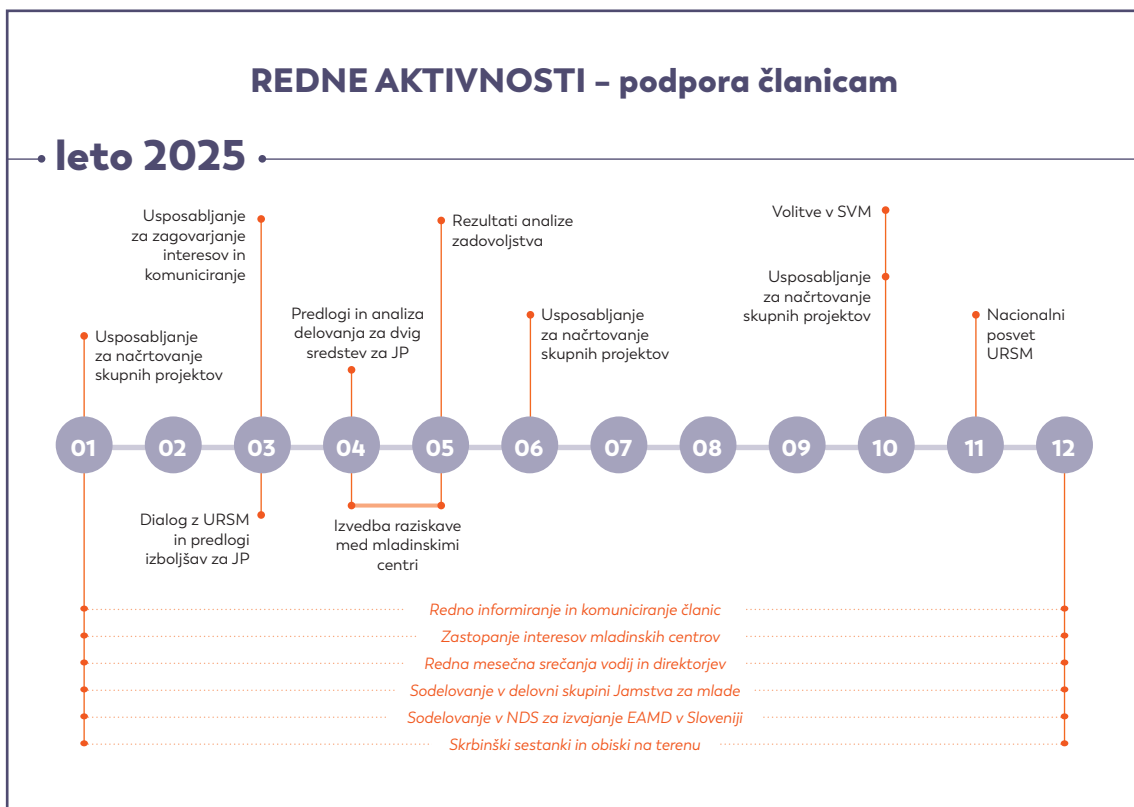 REDNE AKTIVNOSTI – podpora članicam
leto 2025
Usposabljanje
za zagovarjanje
interesov in
komuniciranje
Rezultati analize
zadovoljstva
Volitve v SVM
Usposabljanje
za načrtovanje
skupnih projektov
Predlogi in analiza
delovanja za dvig
sredstev za JP
Usposabljanje
za načrtovanje
skupnih projektov
Usposabljanje
za načrtovanje
skupnih projektov
Nacionalni
posvet
URSM
01 02 03 04 05 06 07 08 09 10 11 12
Dialog z URSM
in predlogi
izboljšav za JP
Izvedba raziskave
med mladinskimi
centri
Redno informiranje in komuniciranje članic
Zastopanje interesov mladinskih centrov
Redna mesečna srečanja vodij in direktorjev
Sodelovanje v delovni skupini Jamstva za mlade
Sodelovanje v NDS za izvajanje EAMD v Sloveniji
Skrbinški sestanki in obiski na terenu